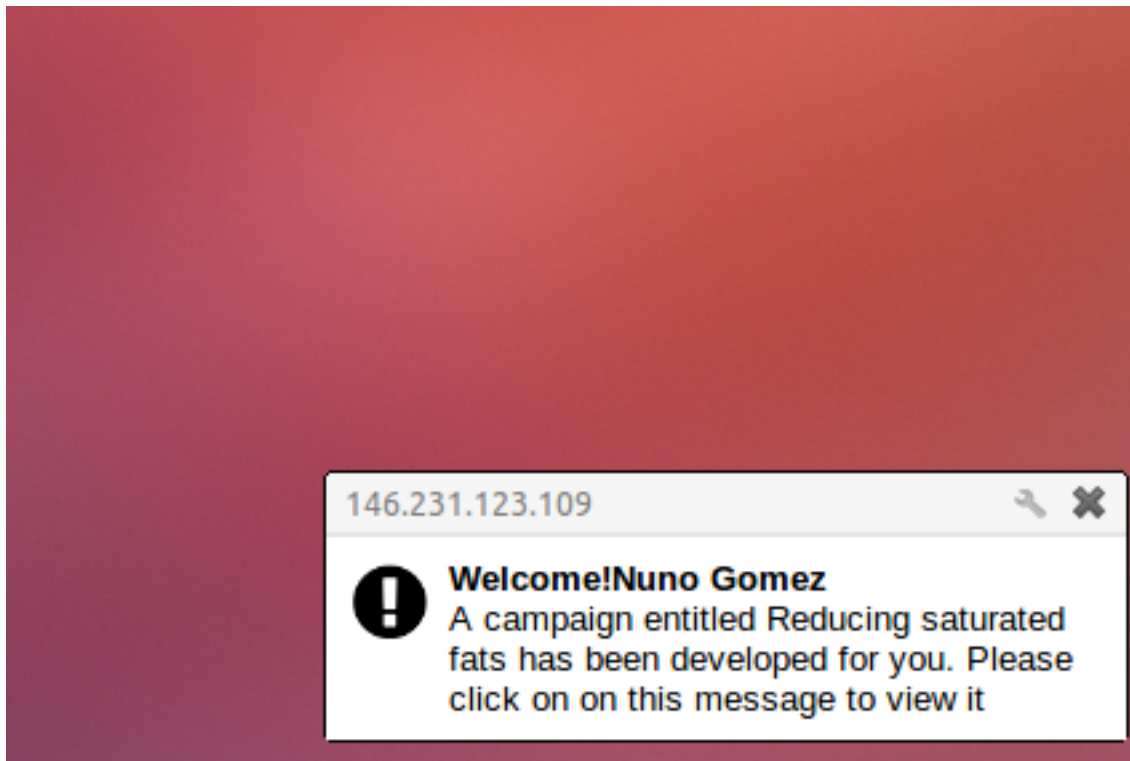 146.231.123.109
Welcome!Nuno Gomez
A campaign entitled Reducing saturated
fats has been developed for you. Please
click on on this message to view it